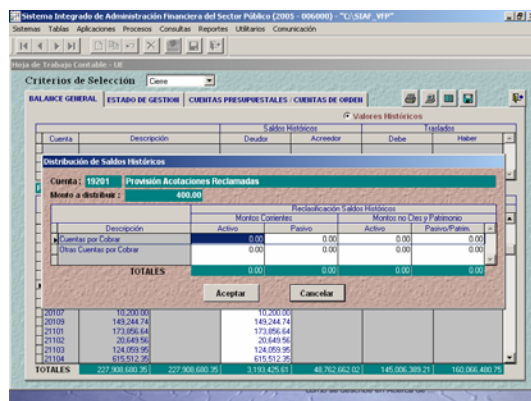 Sistema Integrado de Administración Financiera del Sector Público (2005 - 006000) - "C:\SIAF_VFP"
Sistemas Tablas Aplicaciones Procesos Consultas Reportes Utilitarios Comunicación
Hoja de Trabajo Contable - UE
Criterios de Selección Cierre
BALANCE GENERAL ESTADO DE GESTION CUENTAS PRESUPUESTALES / CUENTAS DE ORDEN
Valores Históricos
Saldos Históricos Traslados
Cuenta Descripción Deudor Acreedor Debe Haber
Distribución de Saldos Históricos
Cuenta : 19201 Provisión Acotaciones Reclamadas
Monto a distribuir : 400.00
Reclasificación Saldos Históricos
Montos Corrientes Montos no Ctes y Patrimonio
Descripción Activo Pasivo Activo Pasivo/Patrim.
Cuentas por Cobrar 0.00 0.00 0.00 0.00
Otras Cuentas por Cobrar 0.00 0.00 0.00 0.00
TOTALES 0.00 0.00 0.00 0.00
Aceptar Cancelar
20107 10,200.00 10,200.00
20109 149,244.74 149,244.74
21101 173,856.64 173,856.64
21102 20,649.56 20,649.56
21103 124,059.95 124,059.95
21104 615,512.35 615,512.35
TOTALES 227,908,680.35 227,908,680.35 3,193,425.61 48,762,662.02 145,006,389.21 160,066,480.75